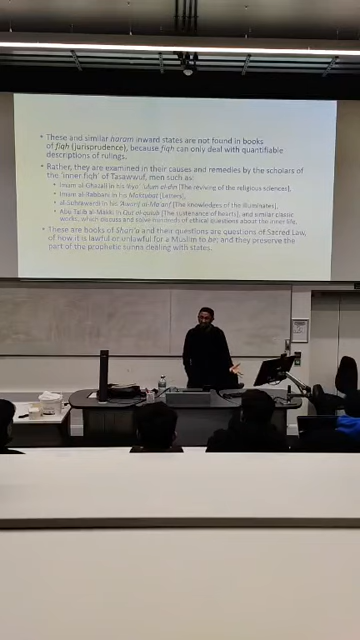 • These and similar haram inward states are not found in books
of fiqh (jurisprudence), because fiqh can only deal with quantifiable
descriptions of rulings.
• Rather, they are examined in their causes and remedies by the scholars of
the 'inner fiqh' of Tasawwuf, men such as:
• Imam al-Ghazali in his Ihya' 'ulum al-din [The reviving of the religious sciences],
• Imam al-Rabbani in his Maktubat [Letters],
• al-Suhrawardi in his 'Awarif al-Ma'arif [The knowledges of the illuminates],
• Abu Talib al-Makki in Qut al-qulub [The sustenance of hearts], and similar classic
works, which discuss and solve hundreds of ethical questions about the inner life.
• These are books of Shari'a and their questions are questions of Sacred Law,
of how it is lawful or unlawful for a Muslim to be; and they preserve the
part of the prophetic sunna dealing with states.